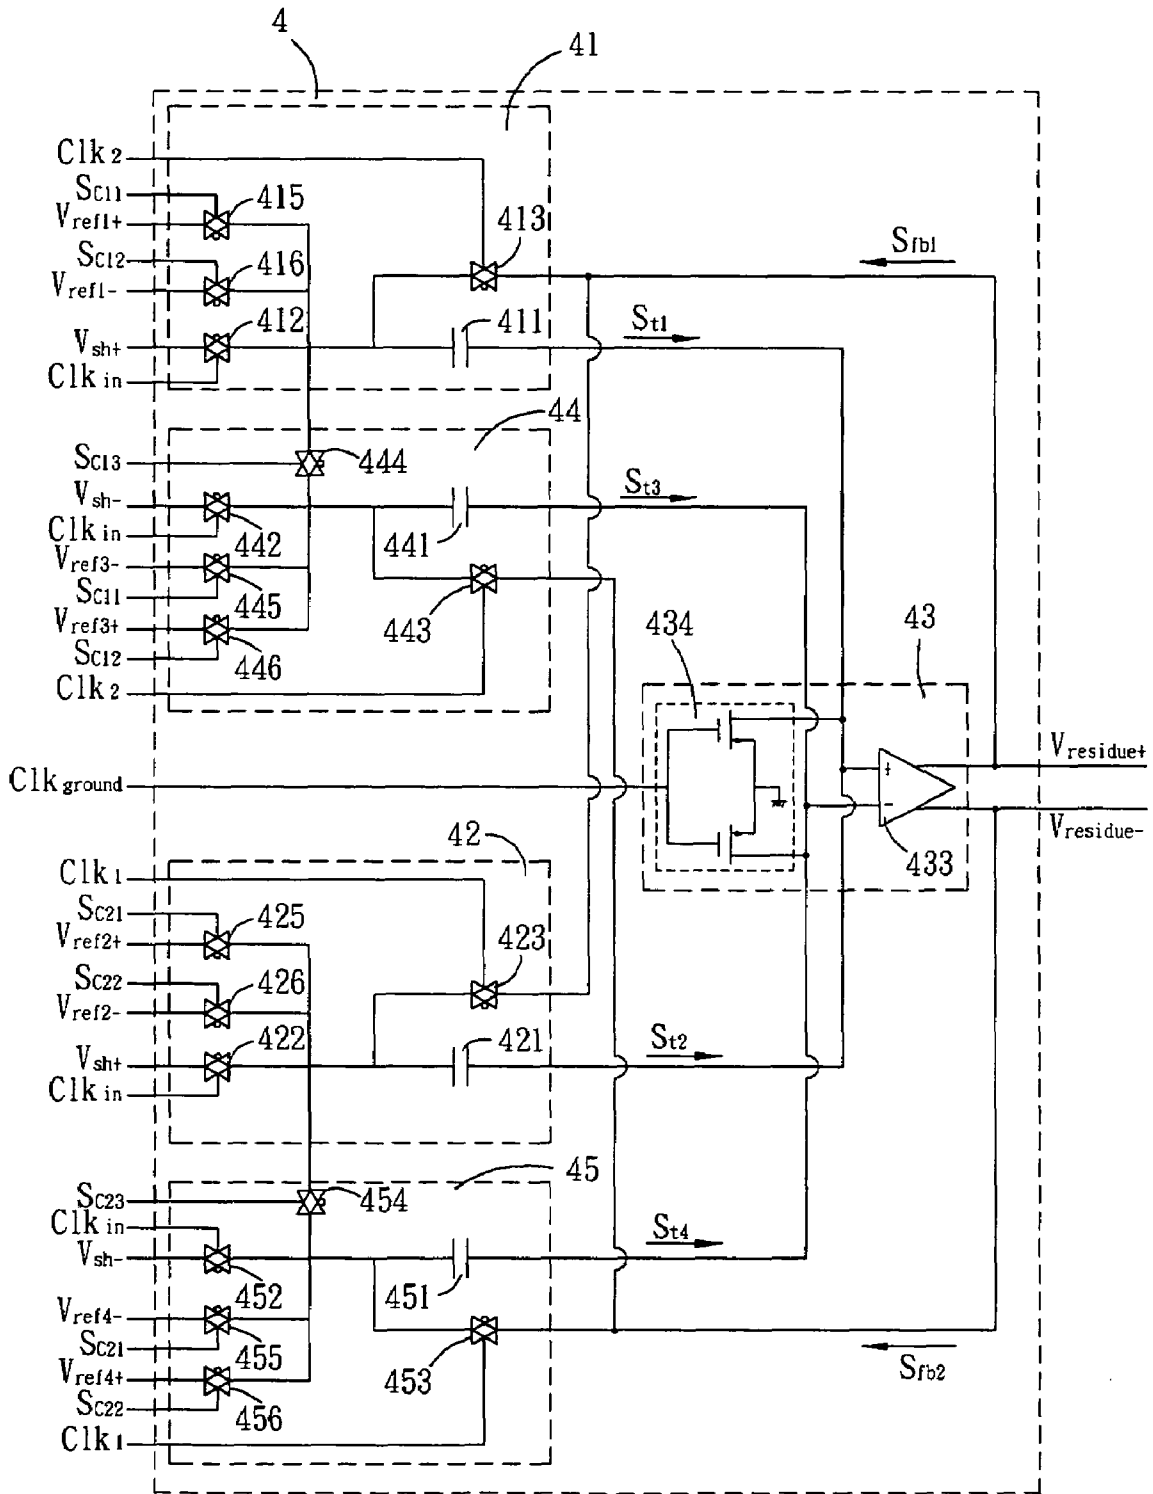 4
41
Clk2
SC11
415
Vref1+
413
Sfb1
SC12
416
Vref1-
412
411
St1
Vsh+
Clkin
44
SC13
444
Vsh-
St3
Clkin
442
441
Vref3-
445
SC11
443
Vref3+
434
43
SC12
446
Clk2
Vresidue+
Clkground
+
-
Vresidue-
433
42
Clk1
SC21
425
Vref2+
423
SC22
426
Vref2-
422
421
St2
Vsh+
Clkin
45
SC23
454
Clkin
St4
Vsh-
452
451
Vref4-
SC21
455
453
Sfb2
Vref4+
SC22
456
Clk1